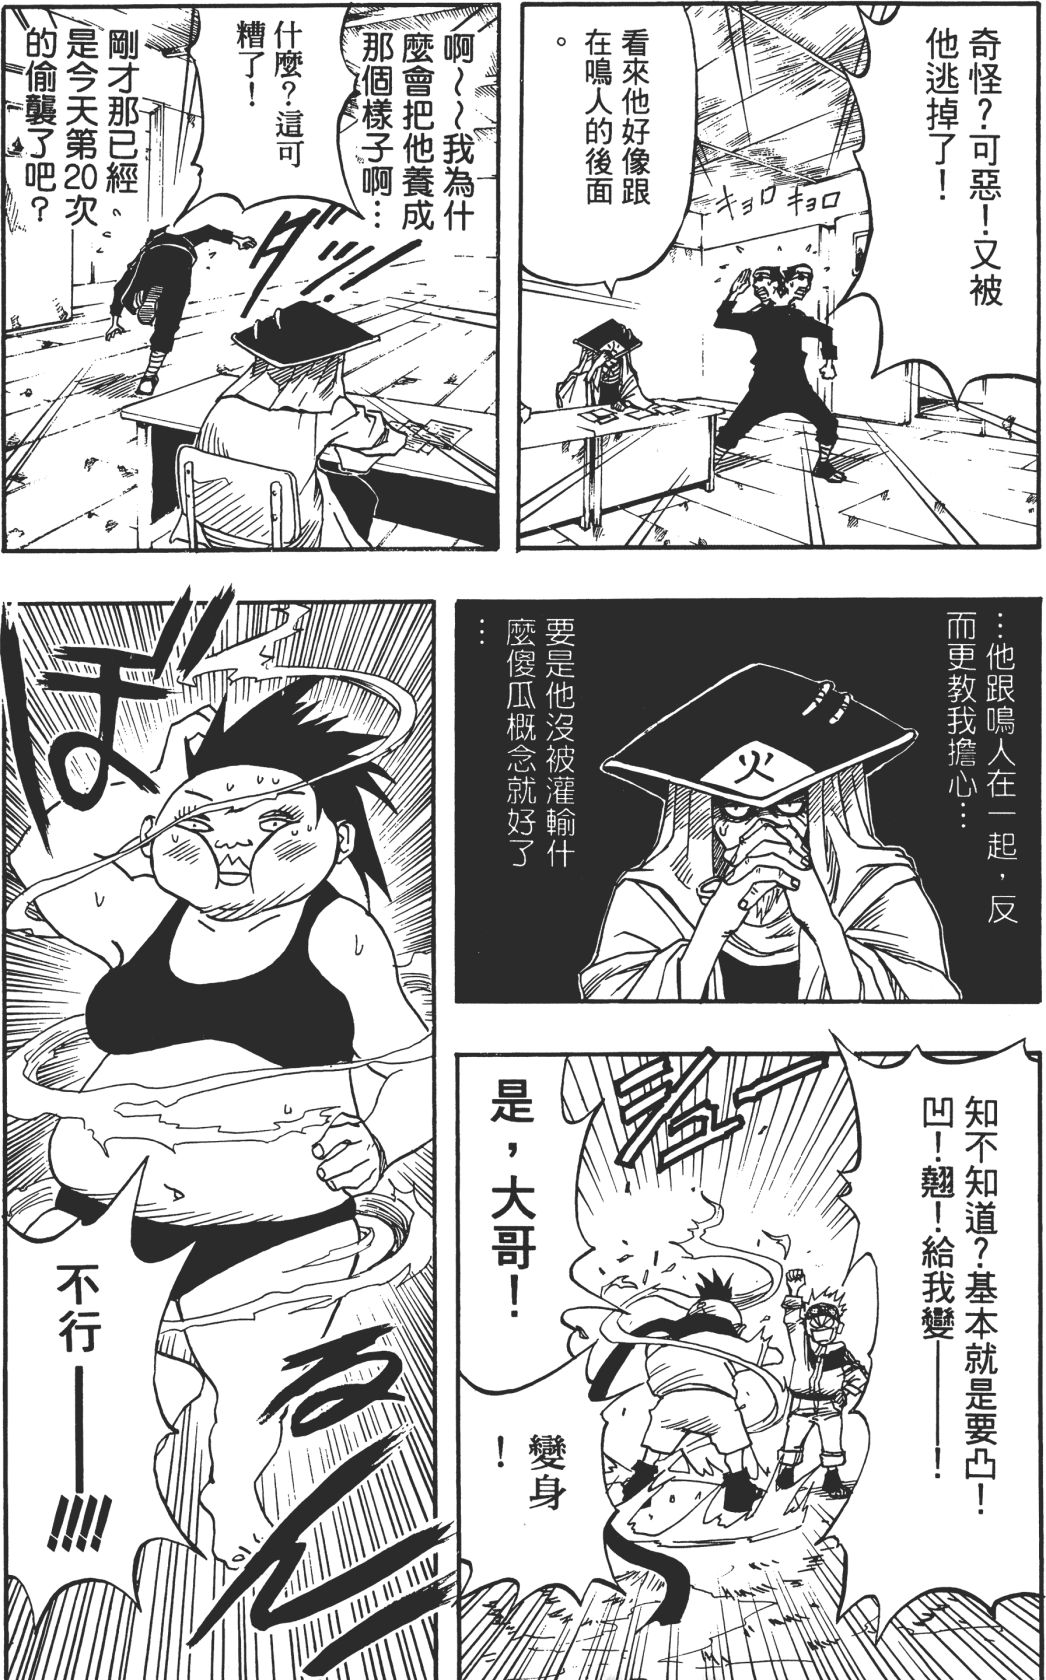 奇怪？可惡！又被
他逃掉了！
キョロ キョロ
看來他好像跟
在鳴人的後面
。
啊～～我為什
麼會把他養成
那個樣子啊…
什麼？這可
糟了！
剛才那已經
是今天第20次
的偷襲了吧？
ダッ！
…他跟鳴人在一起，反
而更教我擔心…
火
要是他沒被灌輸什
麼傻瓜概念就好了
…
知不知道？基本就是要凸！
凹！翹！給我變——！
シュー
是，大哥！
變身
！
ぼ
ん
不行——!!!!!